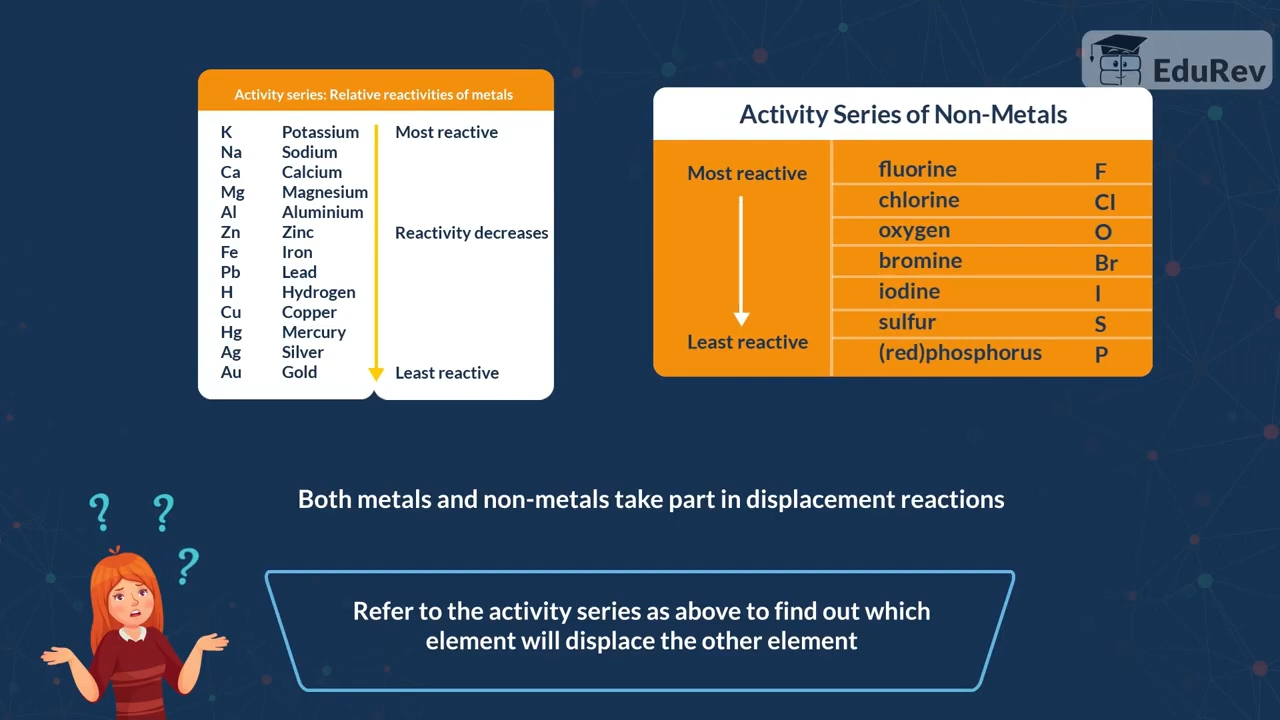 EduRev
Activity series: Relative reactivities of metals
K Potassium Most reactive
Na Sodium
Ca Calcium
Mg Magnesium
Al Aluminium
Zn Zinc Reactivity decreases
Fe Iron
Pb Lead
H Hydrogen
Cu Copper
Hg Mercury
Ag Silver
Au Gold Least reactive
Activity Series of Non-Metals
Most reactive
Least reactive
fluorine F
chlorine Cl
oxygen O
bromine Br
iodine I
sulfur S
(red)phosphorus P
Both metals and non-metals take part in displacement reactions
? ?
?
Refer to the activity series as above to find out which
element will displace the other element